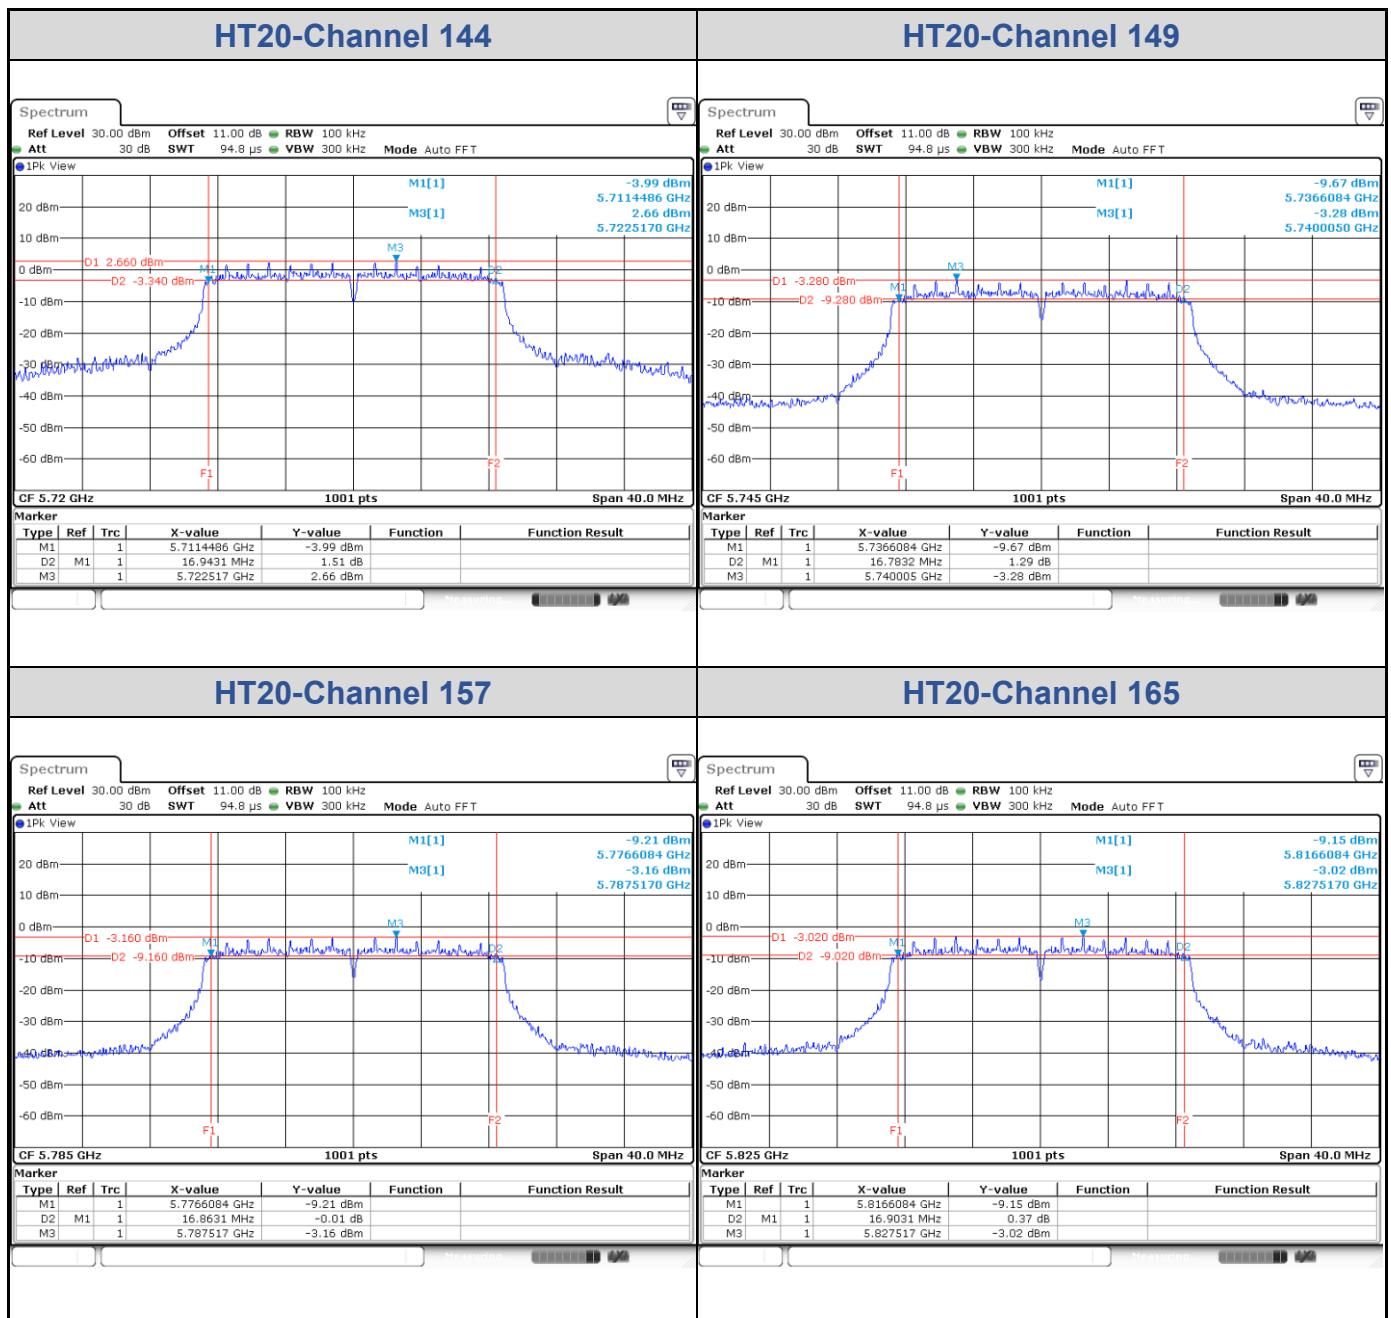 HT20-Channel 144
Spectrum
Ref Level 30.00 dBm Offset 11.00 dB RBW 100 kHz
Att 30 dB SWT 94.8 µs VBW 300 kHz Mode Auto FFT
1Pk View
M1[1] -3.99 dBm
5.7114486 GHz
M3[1] 2.66 dBm
5.7225170 GHz
20 dBm
10 dBm
M3
D1 2.660 dBm
0 dBm
M1 D2
D2 -3.340 dBm
-10 dBm
-20 dBm
-30 dBm
-40 dBm
-50 dBm
-60 dBm
F1 F2
CF 5.72 GHz 1001 pts Span 40.0 MHz
Marker
Type Ref Trc X-value Y-value Function Function Result
M1 1 5.7114486 GHz -3.99 dBm
D2 M1 1 16.9431 MHz 1.51 dB
M3 1 5.722517 GHz 2.66 dBm
Measuring...
HT20-Channel 149
Spectrum
Ref Level 30.00 dBm Offset 11.00 dB RBW 100 kHz
Att 30 dB SWT 94.8 µs VBW 300 kHz Mode Auto FFT
1Pk View
M1[1] -9.67 dBm
5.7366084 GHz
M3[1] -3.28 dBm
5.7400050 GHz
20 dBm
10 dBm
0 dBm
M3
D1 -3.280 dBm
M1 D2
D2 -9.280 dBm
-10 dBm
-20 dBm
-30 dBm
-40 dBm
-50 dBm
-60 dBm
F1 F2
CF 5.745 GHz 1001 pts Span 40.0 MHz
Marker
Type Ref Trc X-value Y-value Function Function Result
M1 1 5.7366084 GHz -9.67 dBm
D2 M1 1 16.7832 MHz 1.29 dB
M3 1 5.740005 GHz -3.28 dBm
Measuring...
HT20-Channel 157
Spectrum
Ref Level 30.00 dBm Offset 11.00 dB RBW 100 kHz
Att 30 dB SWT 94.8 µs VBW 300 kHz Mode Auto FFT
1Pk View
M1[1] -9.21 dBm
5.7766084 GHz
M3[1] -3.16 dBm
5.7875170 GHz
20 dBm
10 dBm
0 dBm
M3
D1 -3.160 dBm
M1 D2
D2 -9.160 dBm
-10 dBm
-20 dBm
-30 dBm
-40 dBm
-50 dBm
-60 dBm
F1 F2
CF 5.785 GHz 1001 pts Span 40.0 MHz
Marker
Type Ref Trc X-value Y-value Function Function Result
M1 1 5.7766084 GHz -9.21 dBm
D2 M1 1 16.8631 MHz -0.01 dB
M3 1 5.787517 GHz -3.16 dBm
Measuring...
HT20-Channel 165
Spectrum
Ref Level 30.00 dBm Offset 11.00 dB RBW 100 kHz
Att 30 dB SWT 94.8 µs VBW 300 kHz Mode Auto FFT
1Pk View
M1[1] -9.15 dBm
5.8166084 GHz
M3[1] -3.02 dBm
5.8275170 GHz
20 dBm
10 dBm
0 dBm
M3
D1 -3.020 dBm
M1 D2
D2 -9.020 dBm
-10 dBm
-20 dBm
-30 dBm
-40 dBm
-50 dBm
-60 dBm
F1 F2
CF 5.825 GHz 1001 pts Span 40.0 MHz
Marker
Type Ref Trc X-value Y-value Function Function Result
M1 1 5.8166084 GHz -9.15 dBm
D2 M1 1 16.9031 MHz 0.37 dB
M3 1 5.827517 GHz -3.02 dBm
Measuring...